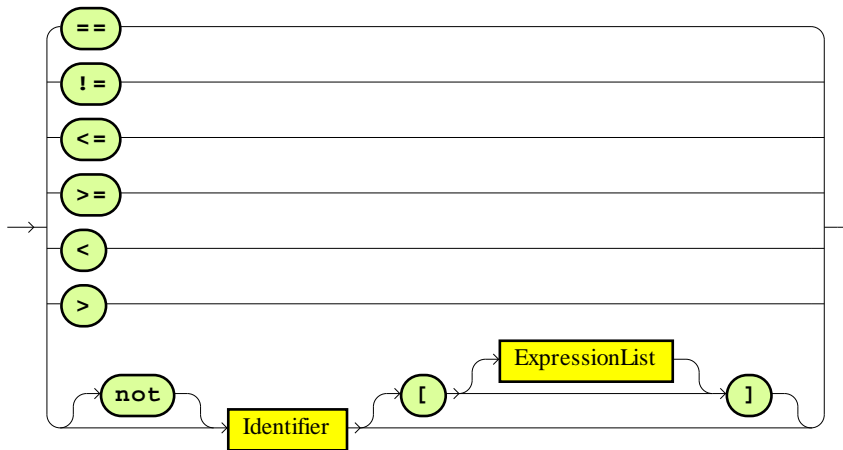 ==
!=
<=
>=
<
>
ExpressionList
not [ ]
Identifier